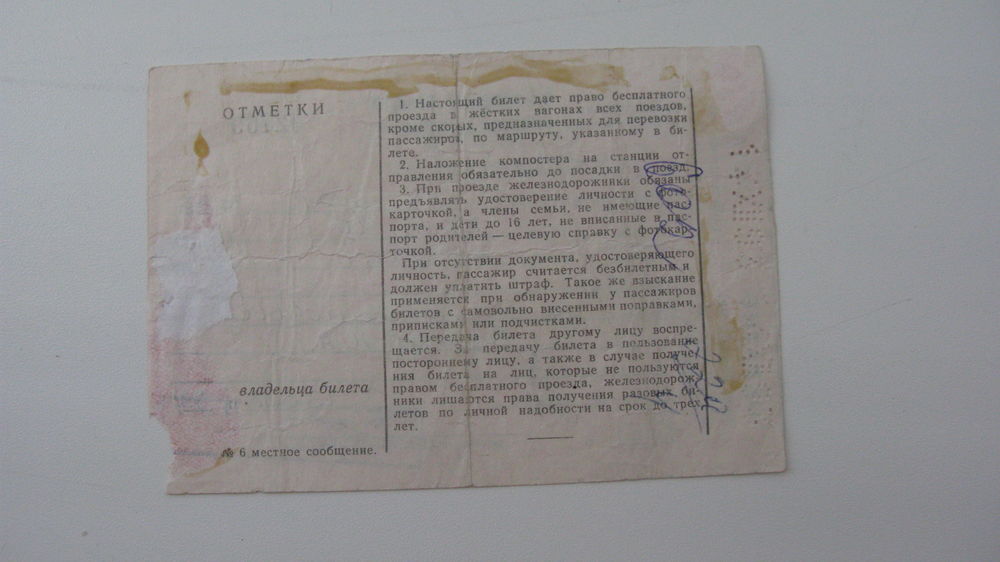 ОТМЕТКИ
владельца билета
№ 6 местное сообщение.
1. Настоящий билет дает право бесплатного
проезда в жёстких вагонах всех поездов,
кроме скорых, предназначенных для перевозки
пассажиров, по маршруту, указанному в би-
лете.
2. Наложение компостера на станции от-
правления обязательно до посадки в поезд.
3. При проезде железнодорожники обязаны
предъявлять удостоверение личности с фото-
карточкой, а члены семьи, не имеющие пас-
порта, и дети до 16 лет, не вписанные в пас-
порт родителей — целевую справку с фотокар-
точкой.
При отсутствии документа, удостоверяющего
личность, пассажир считается безбилетным и
должен уплатить штраф. Такое же взыскание
применяется при обнаружении у пассажиров
билетов с самовольно внесенными поправками,
приписками или подчистками.
4. Передача билета другому лицу воспре-
щается. За передачу билета в пользование
постороннему лицу, а также в случае получе-
ния билета на лиц, которые не пользуются
правом бесплатного проезда, железнодорож-
ники лишаются права получения разовых би-
летов по личной надобности на срок до трех
лет.